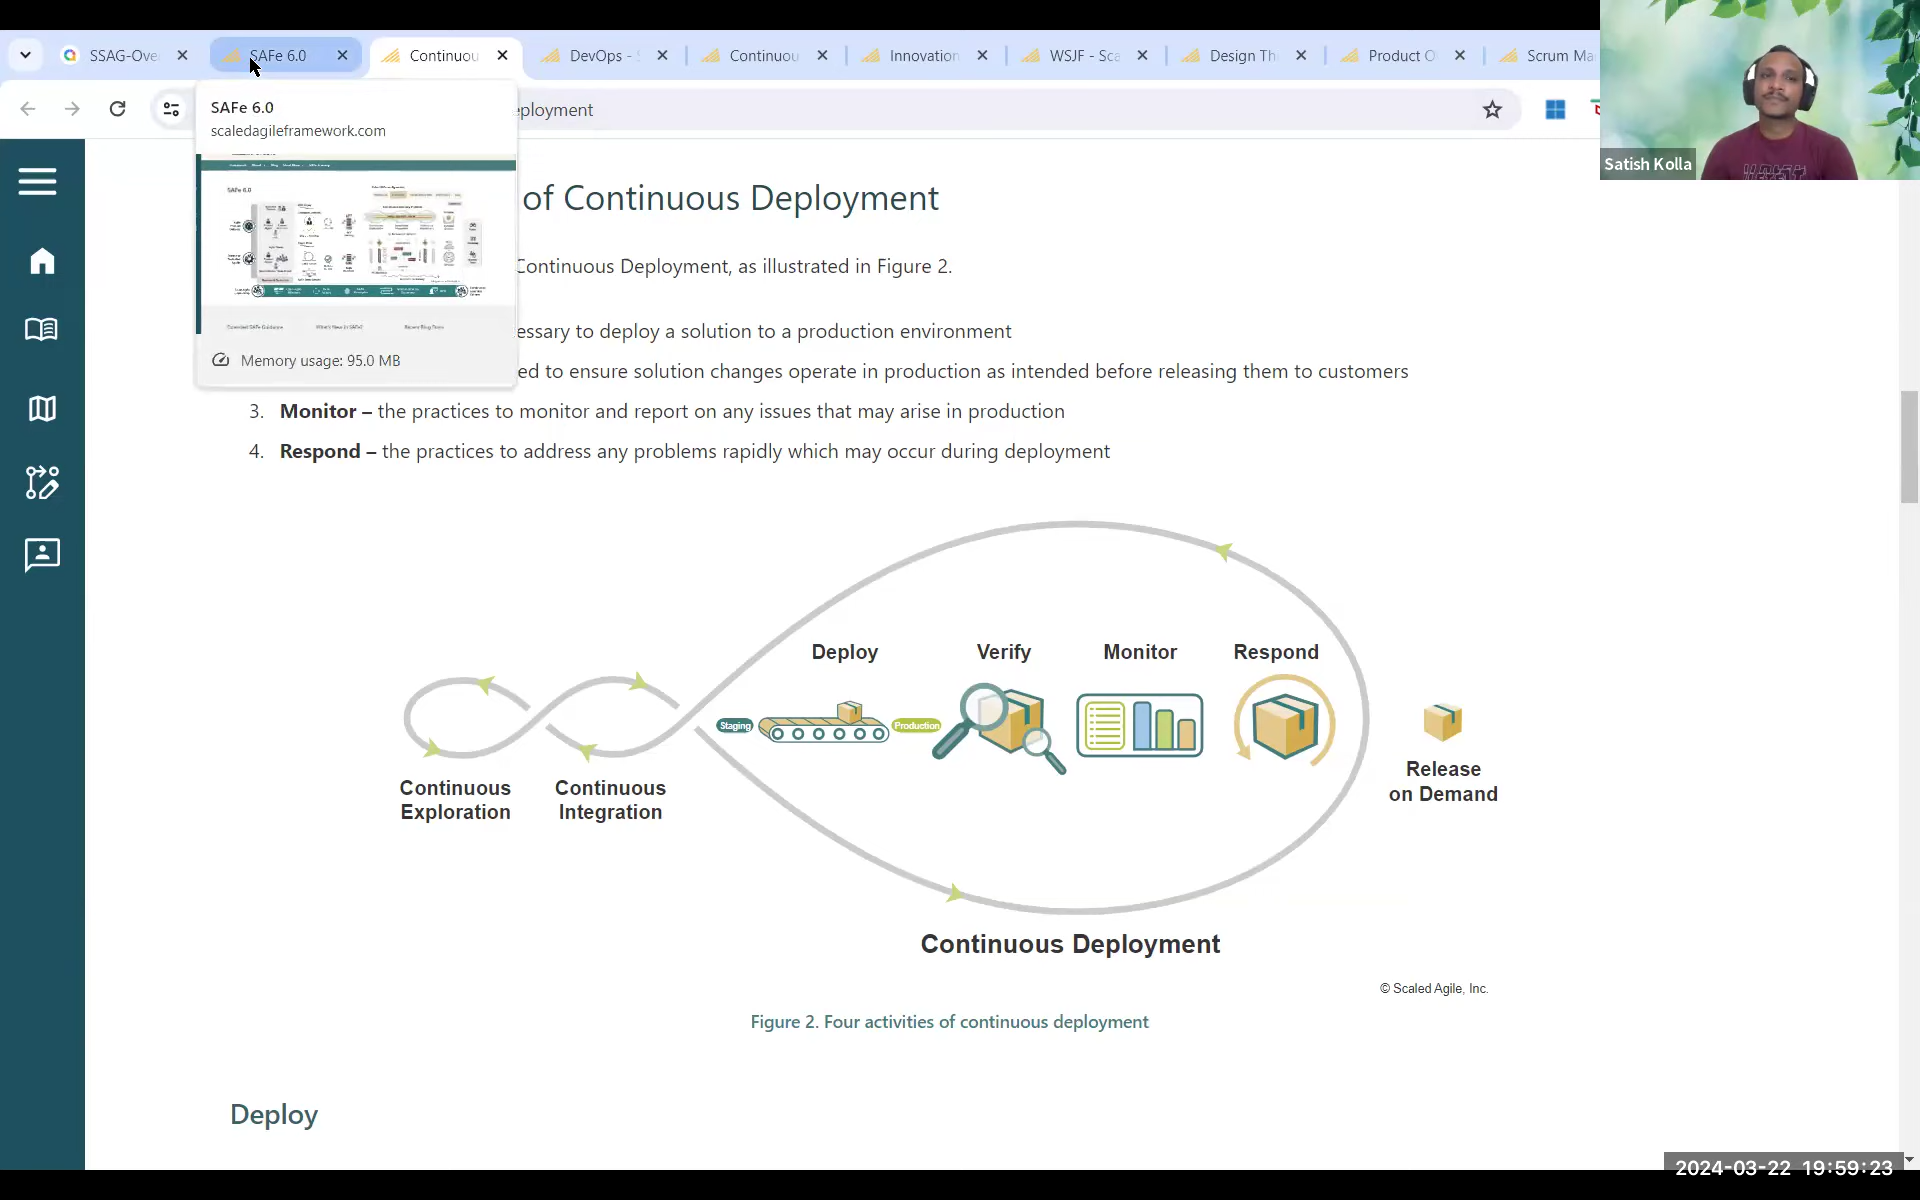 SSAG-Ove
SAFe 6.0
Continuou
DevOps -
Continuou
Innovation
WSJF - Sca
Design Th
Product O
Scrum Ma
eployment
SAFe 6.0
scaledagileframework.com
SAFe 6.0
Memory usage: 95.0 MB
Satish Kolla
of Continuous Deployment
Continuous Deployment, as illustrated in Figure 2.
essary to deploy a solution to a production environment
ed to ensure solution changes operate in production as intended before releasing them to customers
3. Monitor – the practices to monitor and report on any issues that may arise in production
4. Respond – the practices to address any problems rapidly which may occur during deployment
Deploy
Verify
Monitor
Respond
Staging
Production
Continuous
Exploration
Continuous
Integration
Release
on Demand
Continuous Deployment
© Scaled Agile, Inc.
Figure 2. Four activities of continuous deployment
Deploy
2024-03-22 19:59:23